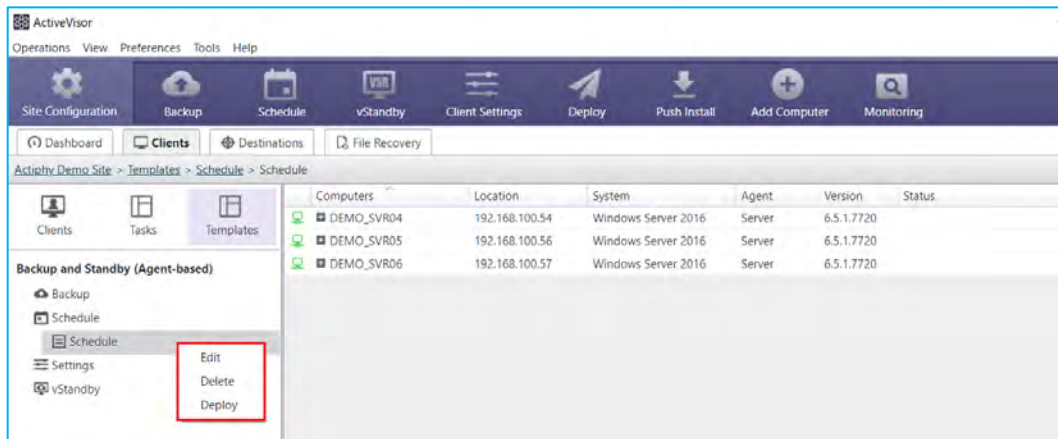 ActiveVisor
Operations View Preferences Tools Help
Site Configuration Backup Schedule VSR vStandby Client Settings Deploy Push Install Add Computer Monitoring
Dashboard Clients Destinations File Recovery
Actiphy Demo Site > Templates > Schedule > Schedule
Clients Tasks Templates
Computers Location System Agent Version Status
DEMO_SVR04 192.168.100.54 Windows Server 2016 Server 6.5.1.7720
DEMO_SVR05 192.168.100.56 Windows Server 2016 Server 6.5.1.7720
DEMO_SVR06 192.168.100.57 Windows Server 2016 Server 6.5.1.7720
Backup and Standby (Agent-based)
Backup
Schedule
Schedule
Settings
vStandby
Edit
Delete
Deploy